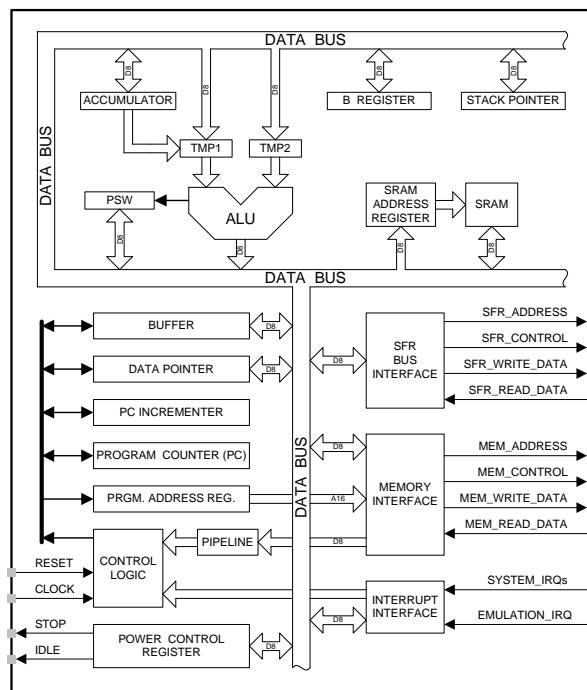 DATA BUS
D8
D8
D8
D8
D8
ACCUMULATOR
B REGISTER
STACK POINTER
DATA BUS
TMP1
TMP2
PSW
ALU
SRAM
ADDRESS
REGISTER
SRAM
D8
D8
D8
D8
DATA BUS
BUFFER
D8
DATA POINTER
D8
PC INCREMENTER
PROGRAM COUNTER (PC)
PRGM. ADDRESS REG.
A16
DATA BUS
D8
SFR
BUS
INTERFACE
SFR_ADDRESS
SFR_CONTROL
SFR_WRITE_DATA
SFR_READ_DATA
D8
MEMORY
INTERFACE
MEM_ADDRESS
MEM_CONTROL
MEM_WRITE_DATA
MEM_READ_DATA
RESET
CLOCK
CONTROL
LOGIC
PIPELINE
D8
STOP
IDLE
POWER CONTROL
REGISTER
D8
D8
INTERRUPT
INTERFACE
SYSTEM_IRQs
EMULATION_IRQ